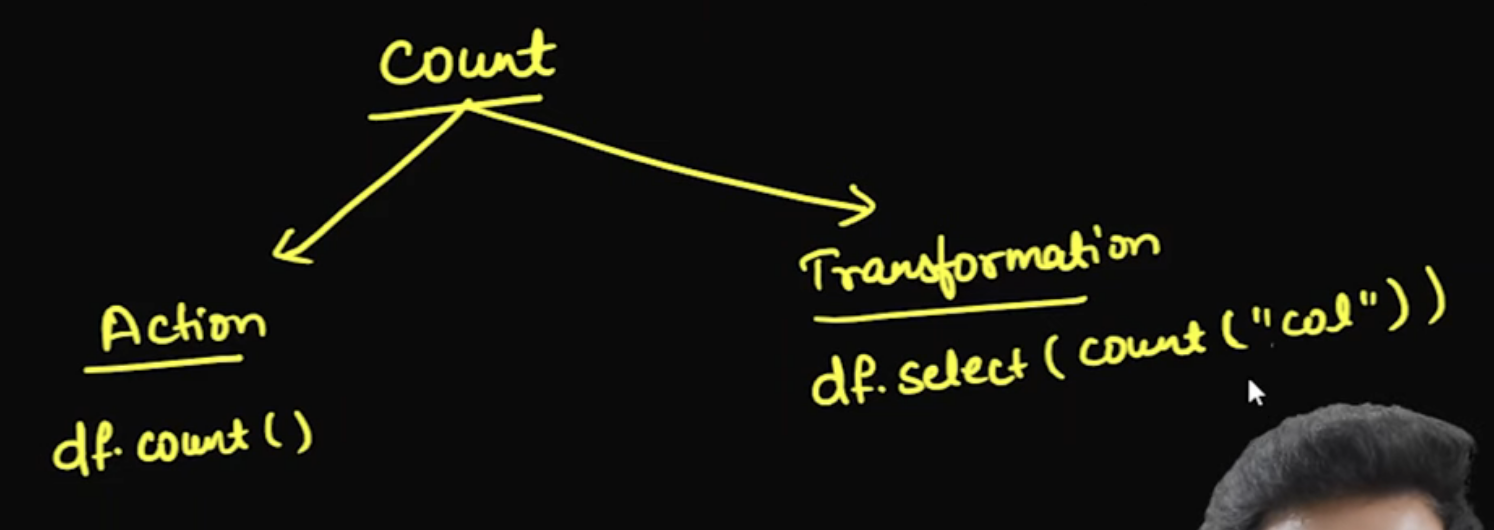 Count
Action
df.count()
Transformation
df.select(count("col"))